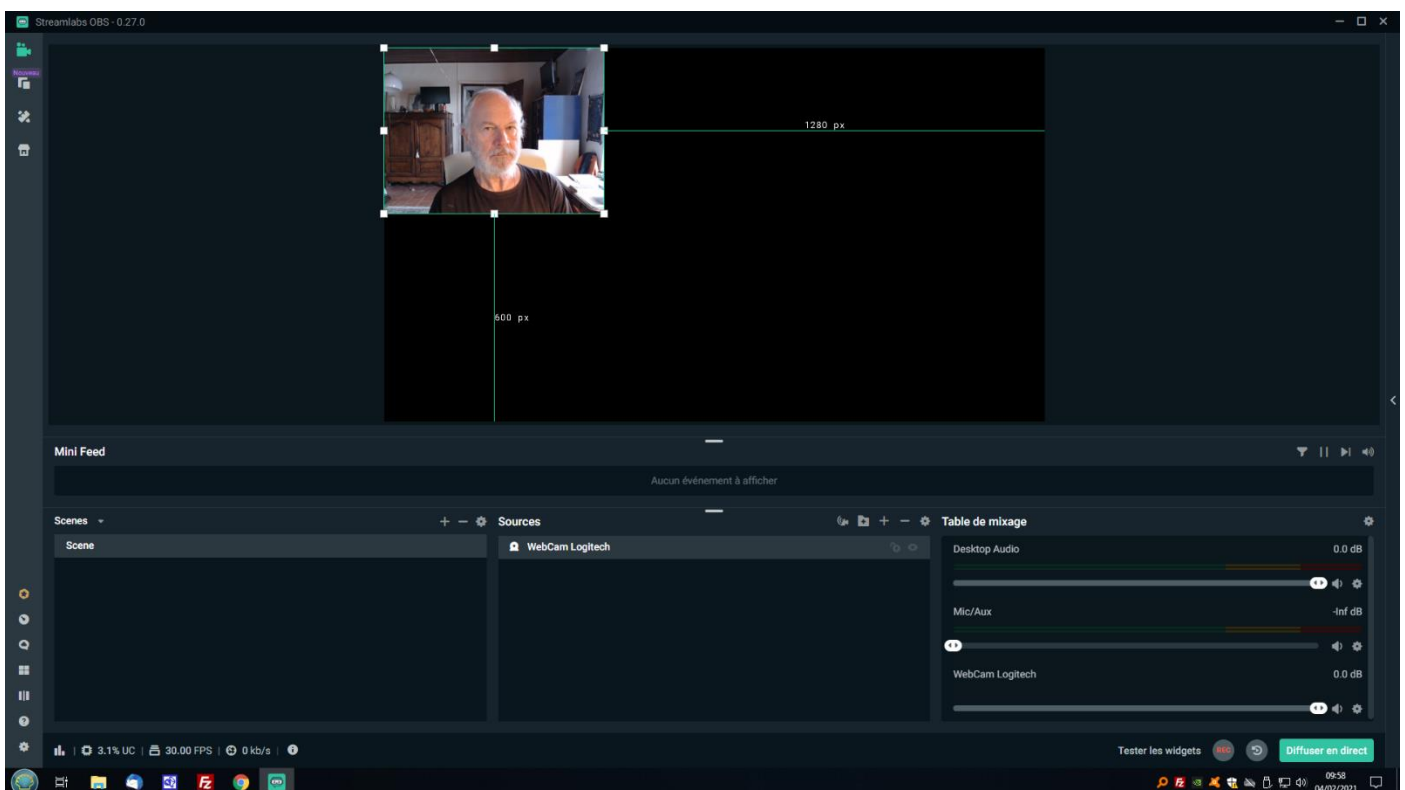 Streamlabs OBS - 0.27.0
Nouveau
1280 px
600 px
Mini Feed
Aucun événement à afficher
Scenes
Sources
Table de mixage
Scene
WebCam Logitech
Desktop Audio
0.0 dB
Mic/Aux
-Inf dB
WebCam Logitech
0.0 dB
3.1% UC | 30.00 FPS | 0 kb/s |
Tester les widgets
REC
Diffuser en direct
09:58
04/02/2021